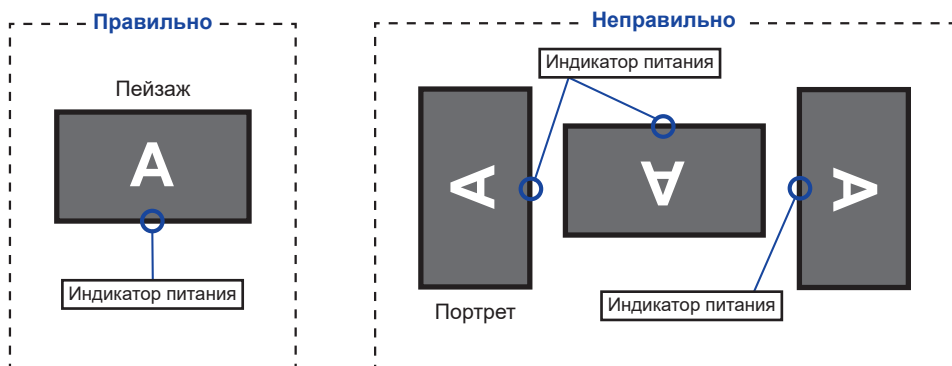 Правильно
Пейзаж
A
Индикатор питания
Неправильно
Индикатор питания
A
A
A
Индикатор питания
Портрет